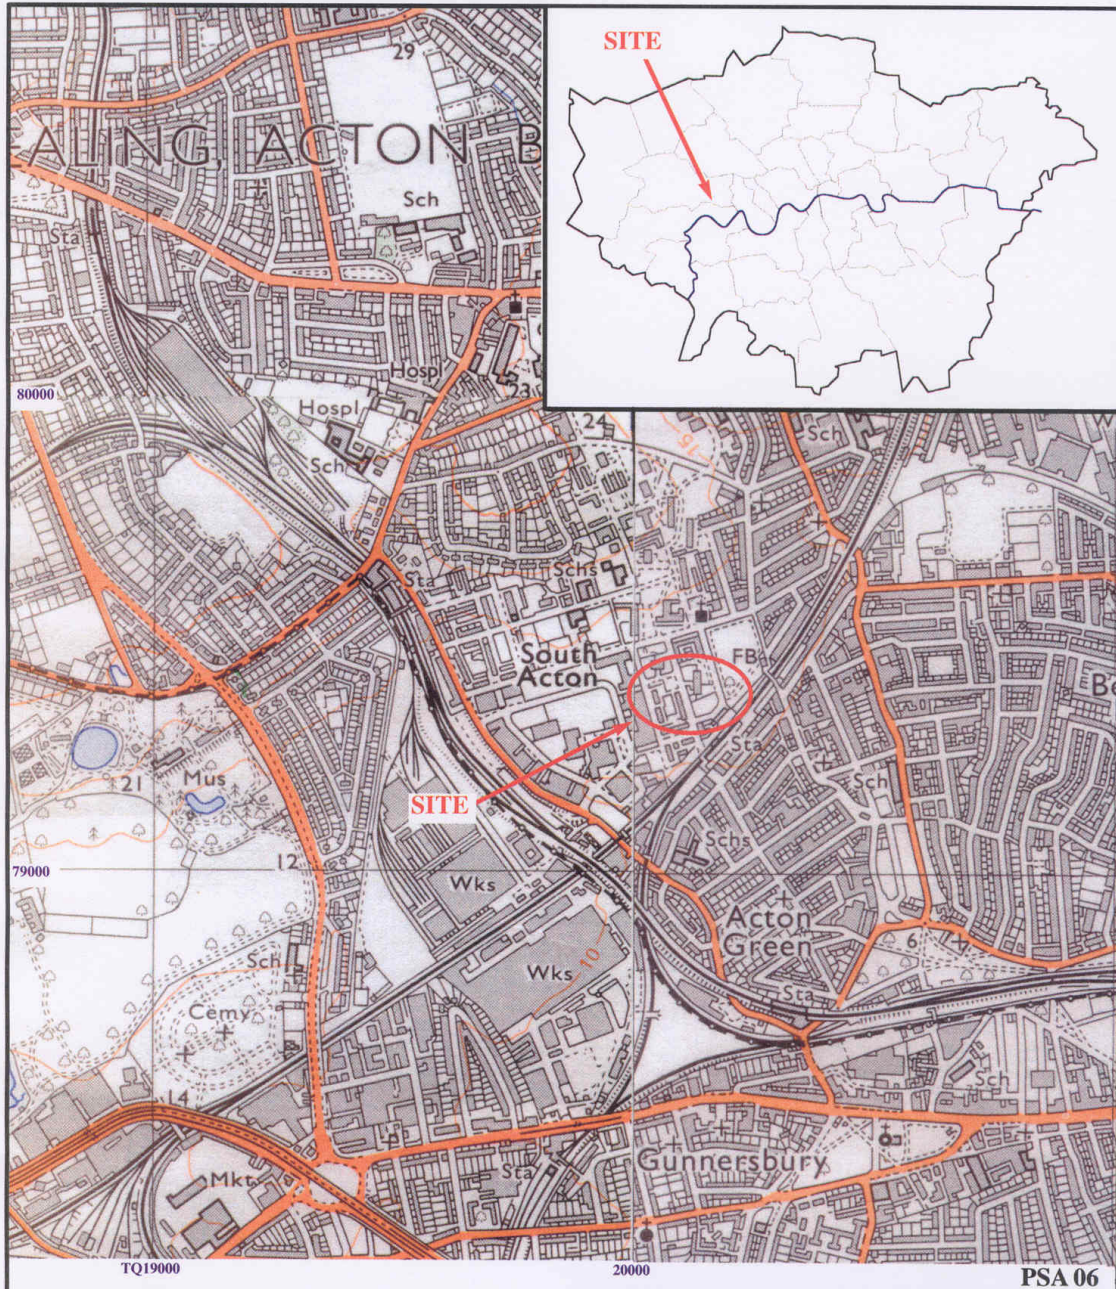 SITE
29
EALING, ACTON B
Sch
Sta
Hospl
23
80000
Hospl
24
15
Sch
Sch
Sta
Schs
South
Acton
FB
Be
Sta
21
Mus
SITE
Sch
Schs
12
79000
Wks
Acton
Green
6
Wks
10
Sch
Sta
Cemy
14
Sch
P
Mkt
Sta
Gunnersbury
TQ19000
20000
PSA 06